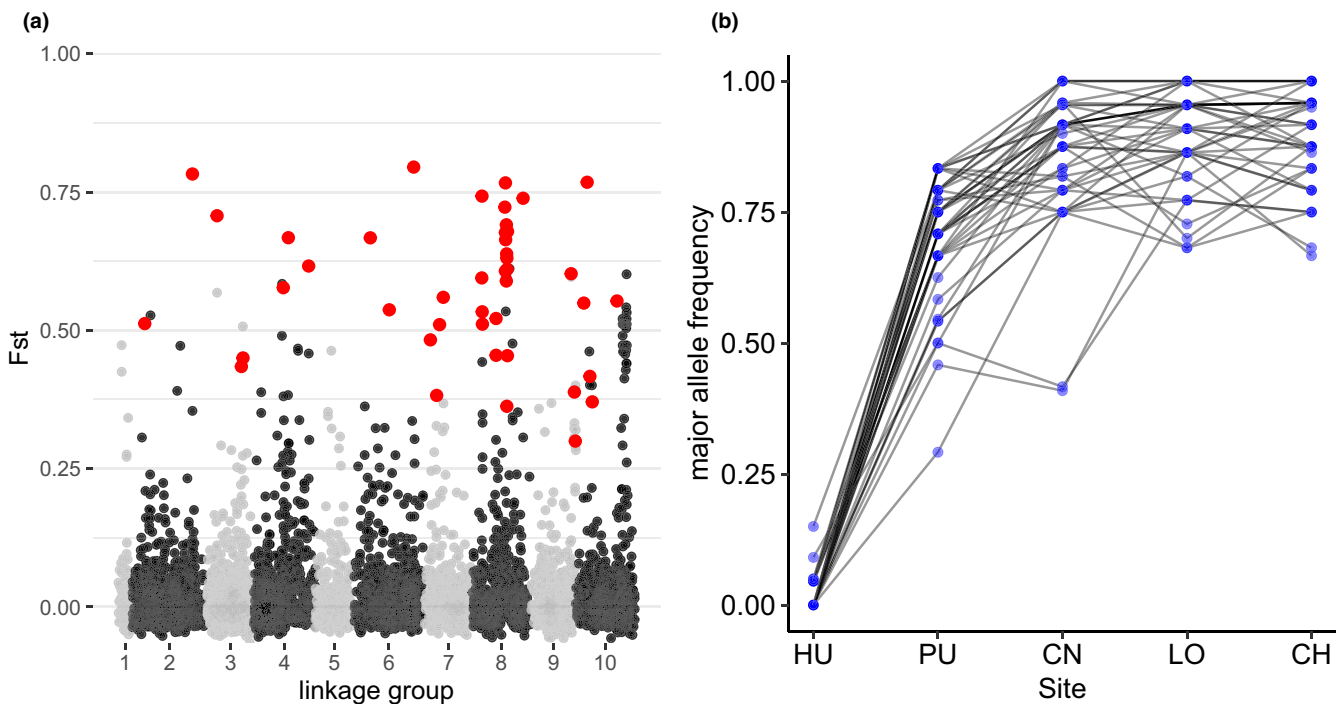 (a)
1.00
0.75
0.50
0.25
0.00
Fst
1 2 3 4 5 6 7 8 9 10
linkage group
(b)
1.00
0.75
0.50
0.25
0.00
major allele frequency
HU PU CN LO CH
Site